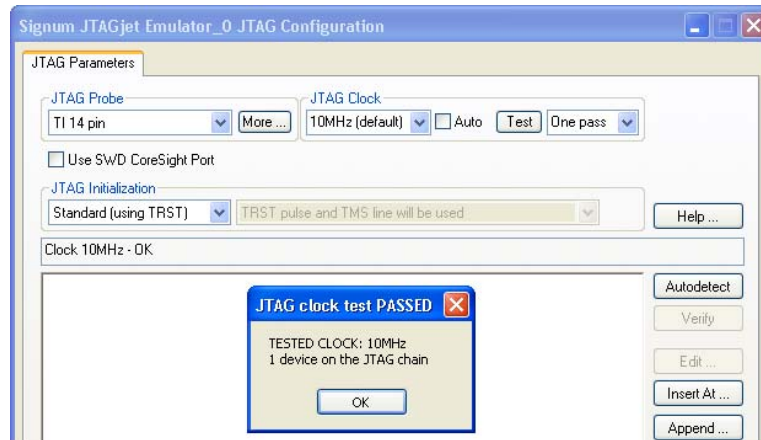 Signum JTAGjet Emulator_0 JTAG Configuration
JTAG Parameters
JTAG Probe
JTAG Clock
TI 14 pin
More ...
10MHz (default)
Auto
Test
One pass
Use SWD CoreSight Port
JTAG Initialization
Standard (using TRST)
TRST pulse and TMS line will be used
Help ...
Clock 10MHz - OK
Autodetect
Verify
Edit ...
Insert At ...
Append ...
JTAG clock test PASSED
TESTED CLOCK: 10MHz
1 device on the JTAG chain
OK